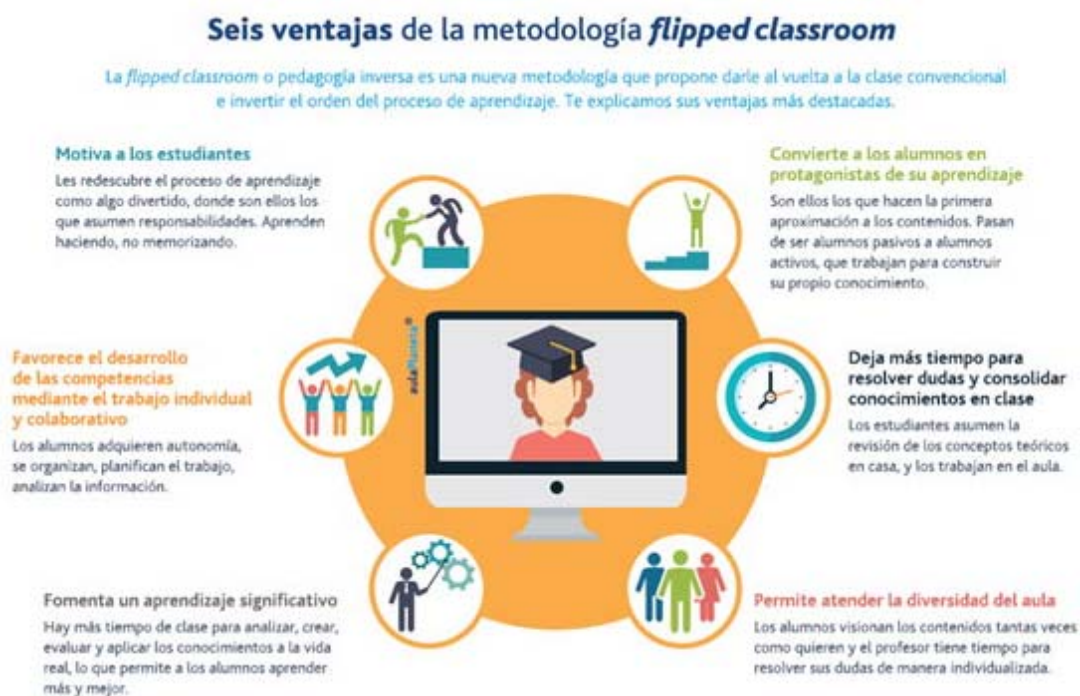 Seis ventajas de la metodología flipped classroom
La flipped classroom o pedagogía inversa es una nueva metodología que propone darle al vuelta a la clase convencional
e invertir el orden del proceso de aprendizaje. Te explicamos sus ventajas más destacadas.
Motiva a los estudiantes
Les redescubre el proceso de aprendizaje
como algo divertido, donde son ellos los
que asumen responsabilidades. Aprenden
haciendo, no memorizando.
Convierte a los alumnos en
protagonistas de su aprendizaje
Son ellos los que hacen la primera
aproximación a los contenidos. Pasan
de ser alumnos pasivos a alumnos
activos, que trabajan para construir
su propio conocimiento.
aulaPlaneta®
Favorece el desarrollo
de las competencias
mediante el trabajo individual
y colaborativo
Los alumnos adquieren autonomía,
se organizan, planifican el trabajo,
analizan la información.
Deja más tiempo para
resolver dudas y consolidar
conocimientos en clase
Los estudiantes asumen la
revisión de los conceptos teóricos
en casa, y los trabajan en el aula.
Fomenta un aprendizaje significativo
Hay más tiempo de clase para analizar, crear,
evaluar y aplicar los conocimientos a la vida
real, lo que permite a los alumnos aprender
más y mejor.
Permite atender la diversidad del aula
Los alumnos visionan los contenidos tantas veces
como quieren y el profesor tiene tiempo para
resolver sus dudas de manera individualizada.